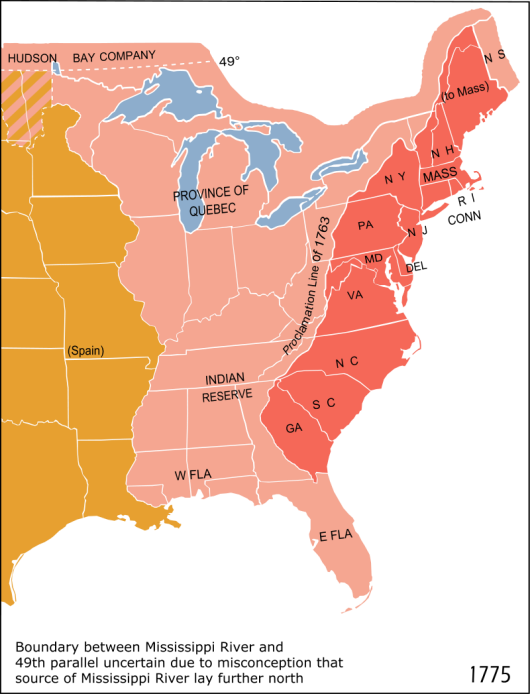 HUDSON BAY COMPANY
49°
N S
(to Mass)
N H
N Y
MASS
R I
CONN
PROVINCE OF
QUEBEC
Proclamation Line of 1763
PA
N J
MD
DEL
VA
(Spain)
N C
INDIAN
RESERVE
S C
GA
W FLA
E FLA
Boundary between Mississippi River and
49th parallel uncertain due to misconception that
source of Mississippi River lay further north
1775